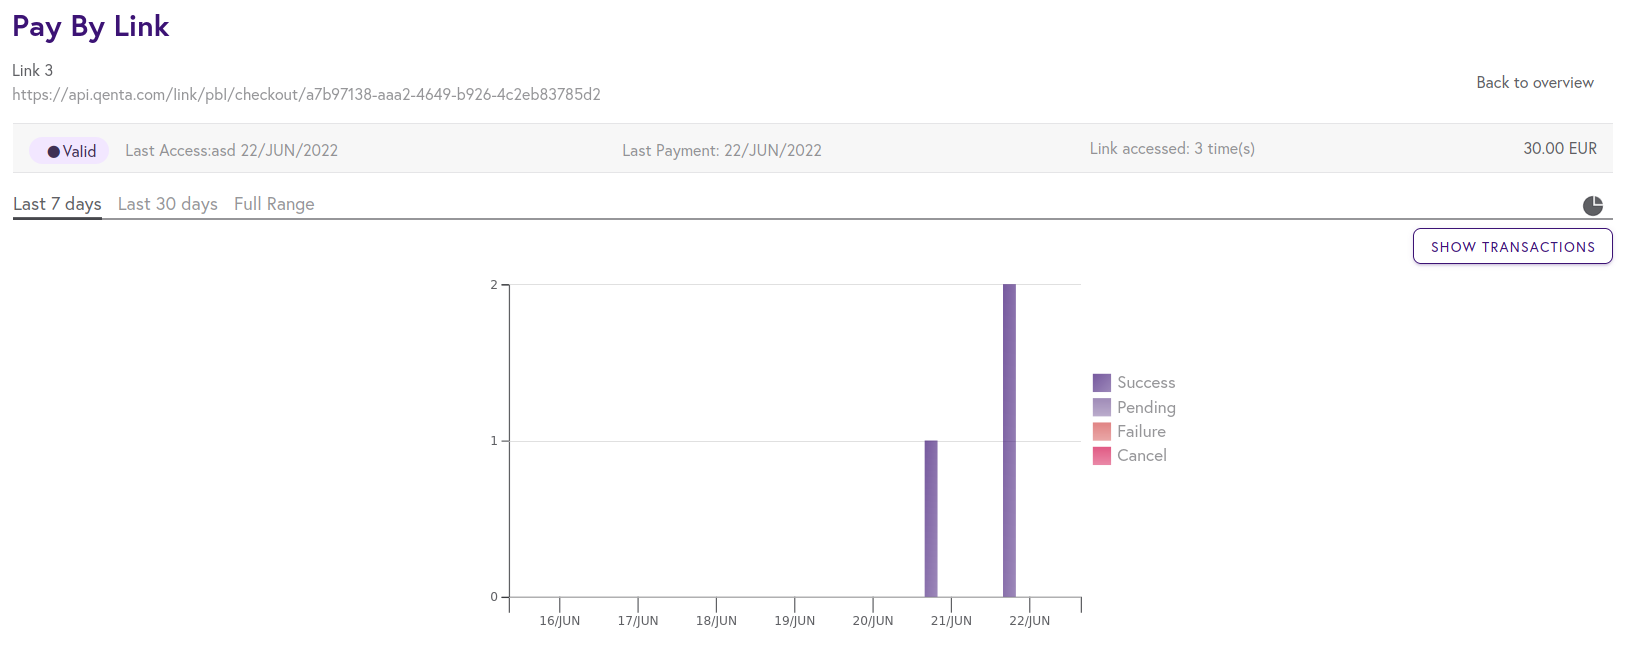 Pay By Link
Link 3
https://api.qenta.com/link/pbl/checkout/a7b97138-aaa2-4649-b926-4c2eb83785d2
Back to overview
Valid Last Access:asd 22/JUN/2022 Last Payment: 22/JUN/2022 Link accessed: 3 time(s) 30.00 EUR
Last 7 days Last 30 days Full Range
SHOW TRANSACTIONS
2
1
0
16/JUN 17/JUN 18/JUN 19/JUN 20/JUN 21/JUN 22/JUN
Success
Pending
Failure
Cancel